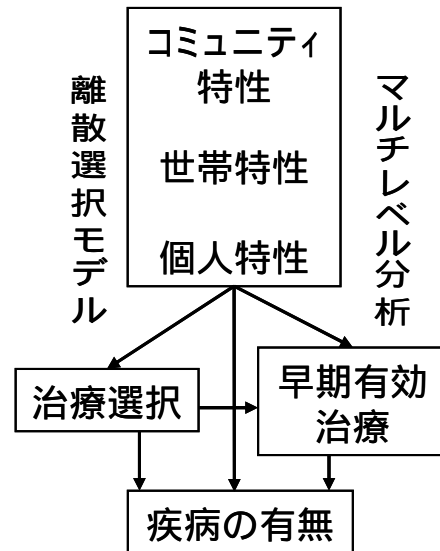 離散選択モデル
コミュニティ
特性
世帯特性
個人特性
マルチレベル分析
治療選択
早期有効
治療
疾病の有無